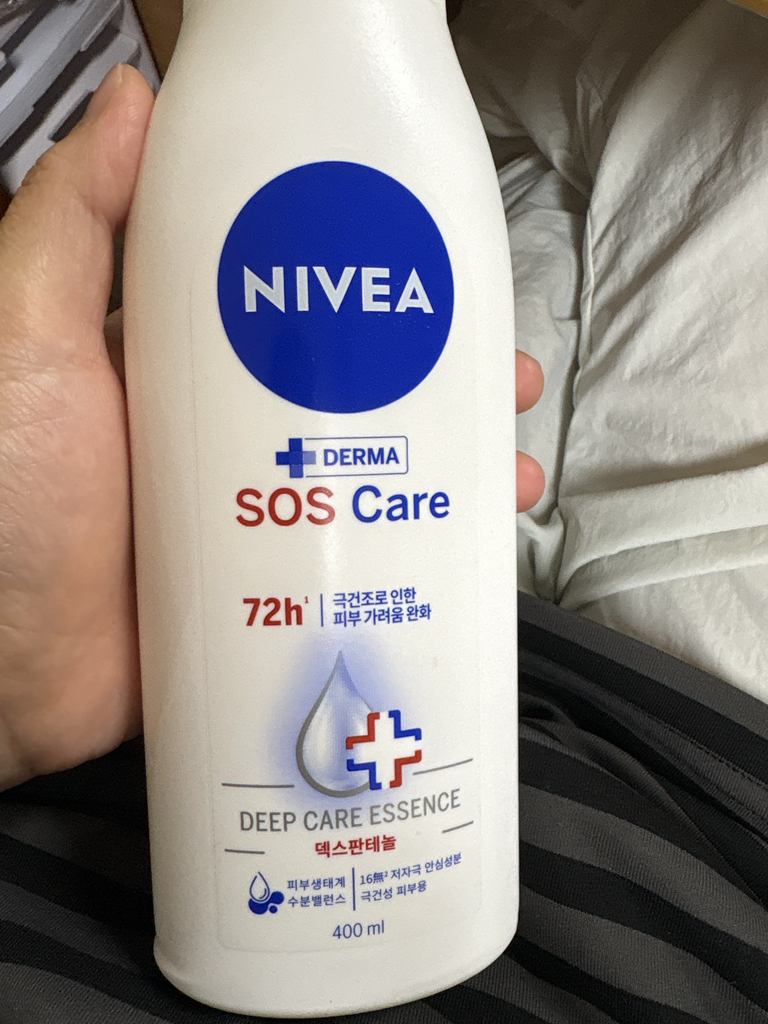 NIVEA
DERMA
SOS Care
72h¹
극건조로 인한
피부 가려움 완화
DEEP CARE ESSENCE
덱스판테놀
피부생태계
수분밸런스
16無² 저자극 안심성분
극건성 피부용
400 ml